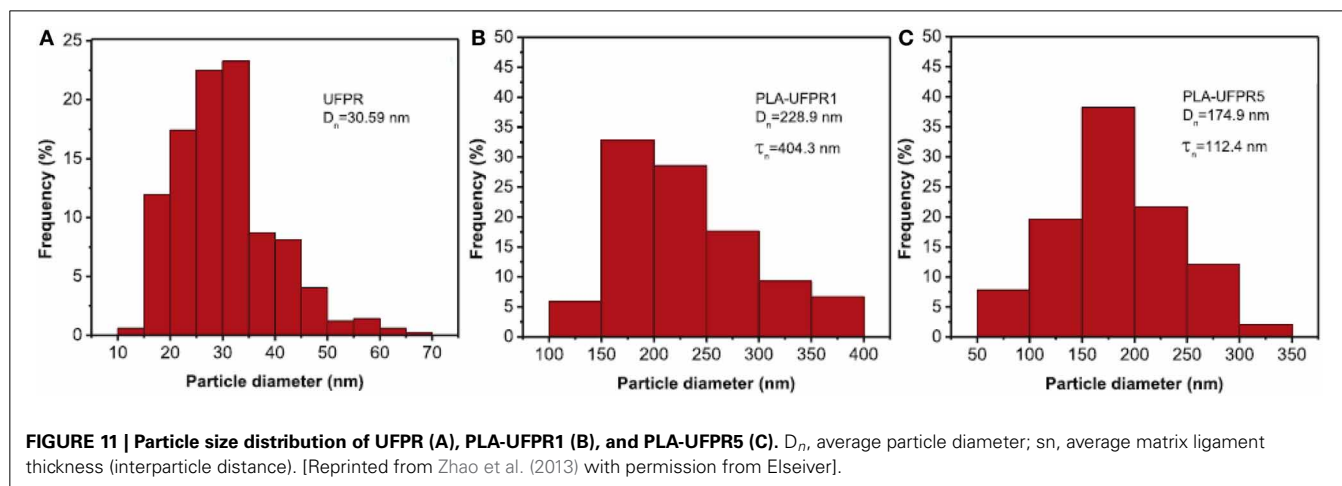 A
25
20
15
10
5
0
Frequency (%)
UFPR
Dn=30.59 nm
10 20 30 40 50 60 70
Particle diameter (nm)
B
50
45
40
35
30
25
20
15
10
5
0
Frequency (%)
PLA-UFPR1
Dn=228.9 nm
τn=404.3 nm
100 150 200 250 300 350 400
Particle diameter (nm)
C
50
45
40
35
30
25
20
15
10
5
0
Frequency (%)
PLA-UFPR5
Dn=174.9 nm
τn=112.4 nm
50 100 150 200 250 300 350
Particle diameter (nm)
FIGURE 11 | Particle size distribution of UFPR (A), PLA-UFPR1 (B), and PLA-UFPR5 (C). Dn, average particle diameter; sn, average matrix ligament
thickness (interparticle distance). [Reprinted from Zhao et al. (2013) with permission from Elseiver].